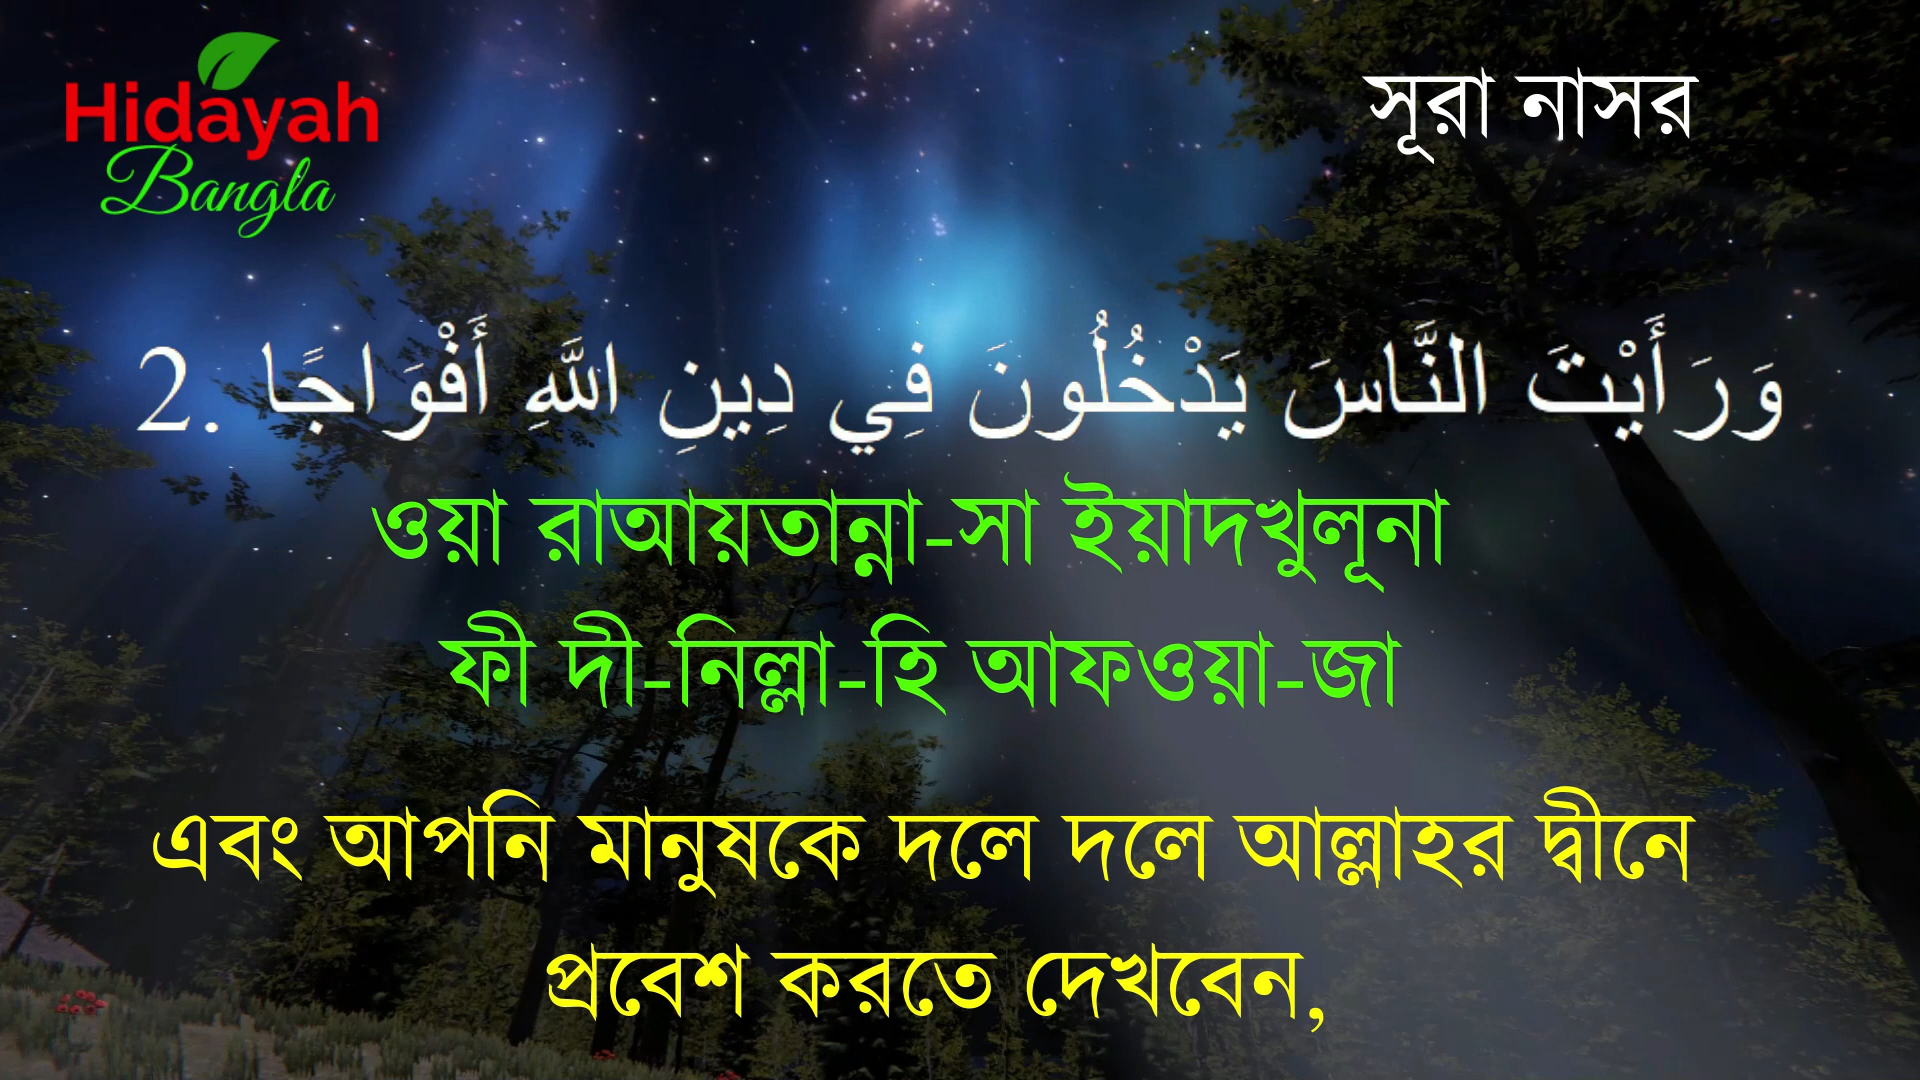 Hidayah
Bangla
সূরা নাসর
2. وَرَأَيْتَ النَّاسَ يَدْخُلُونَ فِي دِينِ اللَّهِ أَفْوَاجًا
ওয়া রাআয়তান্না-সা ইয়াদখুলূনা
ফী দী-নিল্লা-হি আফওয়া-জা
এবং আপনি মানুষকে দলে দলে আল্লাহর দ্বীনে
প্রবেশ করতে দেখবেন,